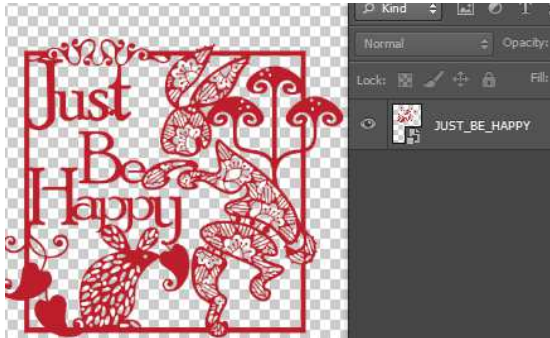 Just
Be
Happy
Kind
Normal
Opacity:
Lock:
Fill:
JUST_BE_HAPPY